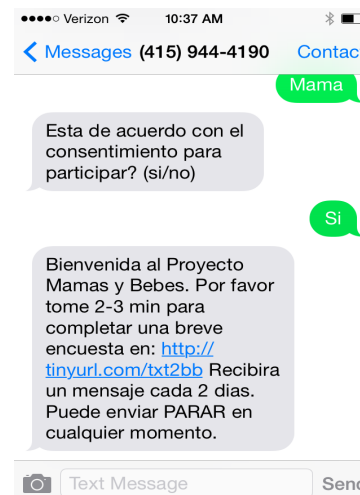 Verizon 10:37 AM
Messages (415) 944-4190 Contac
Mama
Esta de acuerdo con el
consentimiento para
participar? (si/no)
Si
Bienvenida al Proyecto
Mamas y Bebes. Por favor
tome 2-3 min para
completar una breve
encuesta en: http://
tinyurl.com/txt2bb Recibira
un mensaje cada 2 dias.
Puede enviar PARAR en
cualquier momento.
Text Message Send